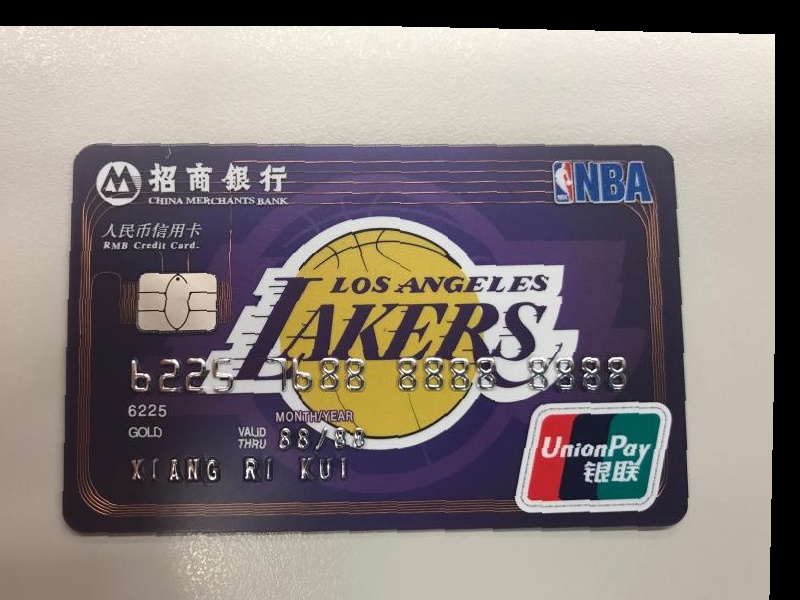 招商银行
CHINA MERCHANTS BANK
NBA
人民币信用卡
RMB Credit Card
LOS ANGELES
LAKERS
6225 7688 8888 8888
6225
MONTH/YEAR
GOLD
VALID THRU 88/88
XIANG RI KUI
UnionPay
银联